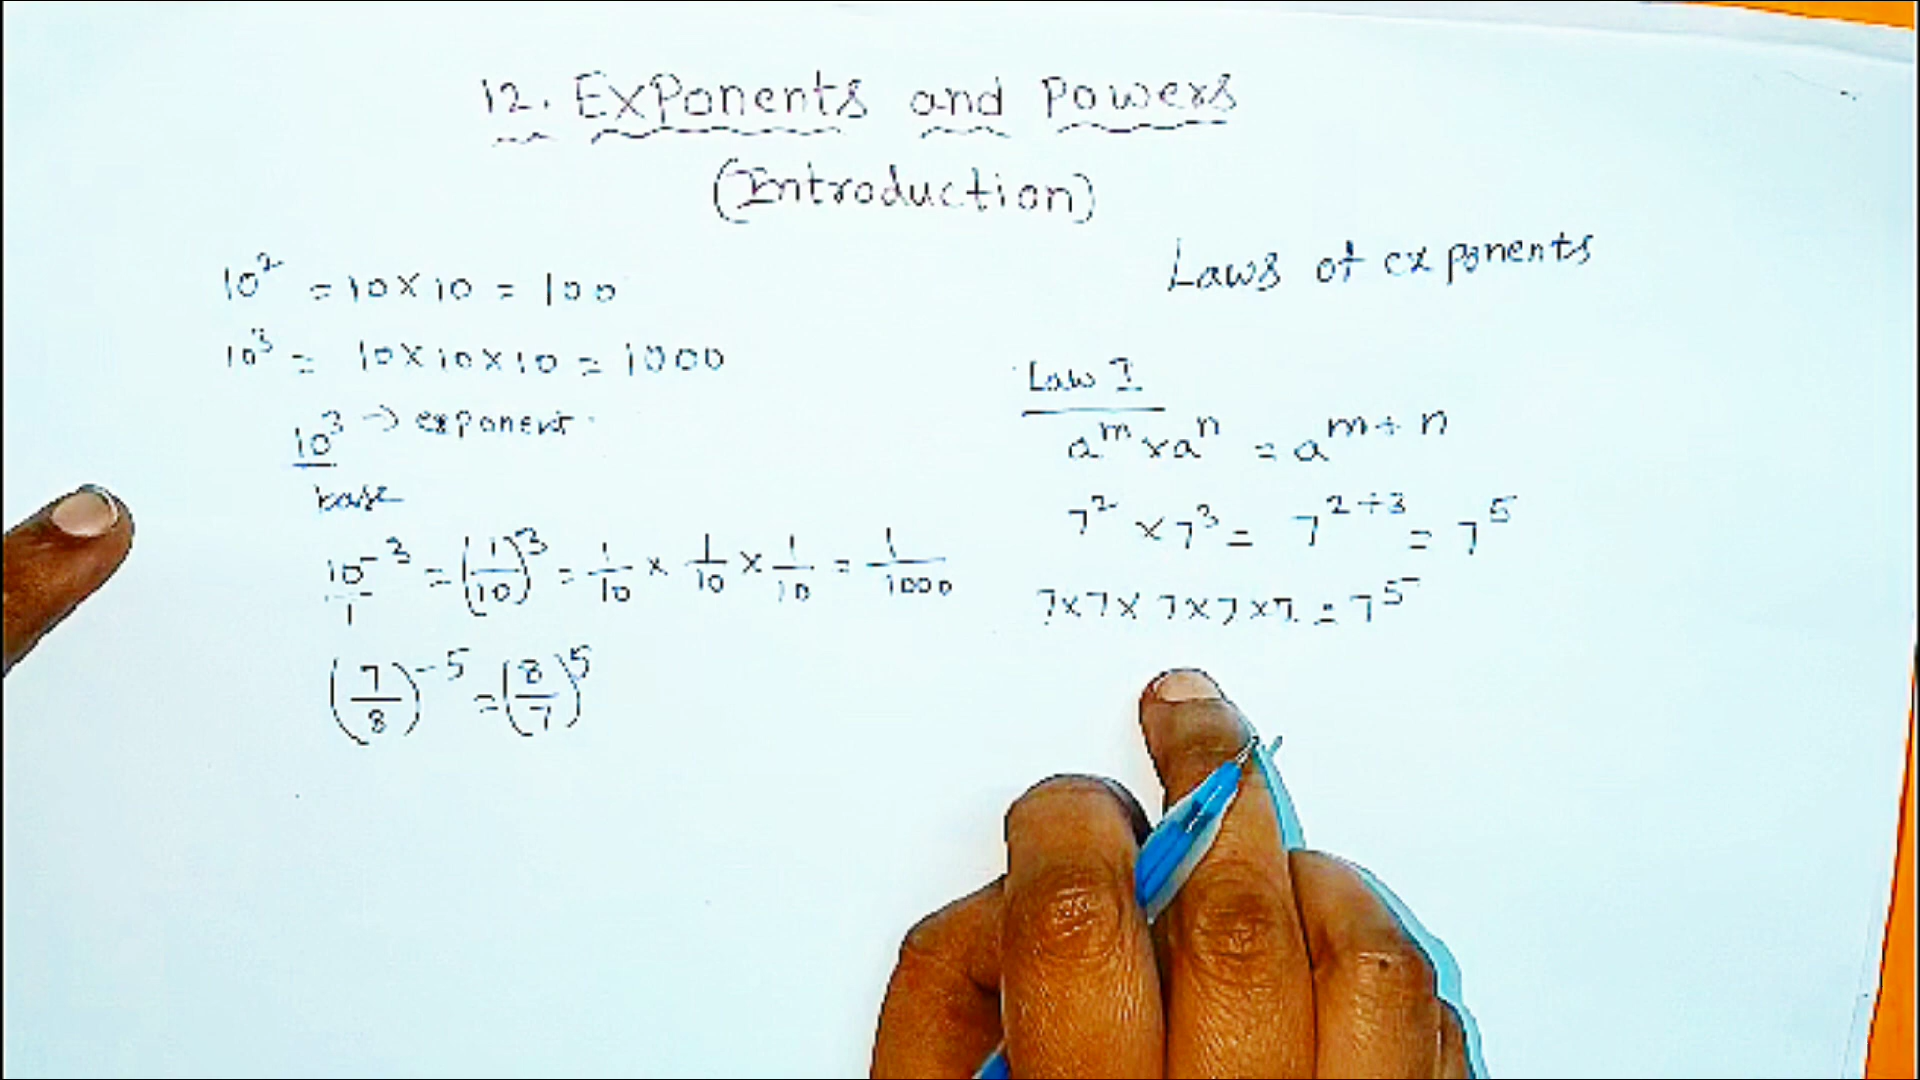 12. Exponents and Powers
(Introduction)
10² = 10 × 10 = 100
10³ = 10 × 10 × 10 = 1000
10³ → exponent
base
10⁻³/1 = (1/10)³ = 1/10 × 1/10 × 1/10 = 1/1000
(7/8)⁻⁵ = (8/7)⁵
Laws of exponents
Law I
aᵐ × aⁿ = aᵐ⁺ⁿ
7² × 7³ = 7²⁺³ = 7⁵
7×7× 7×7×7 = 7⁵